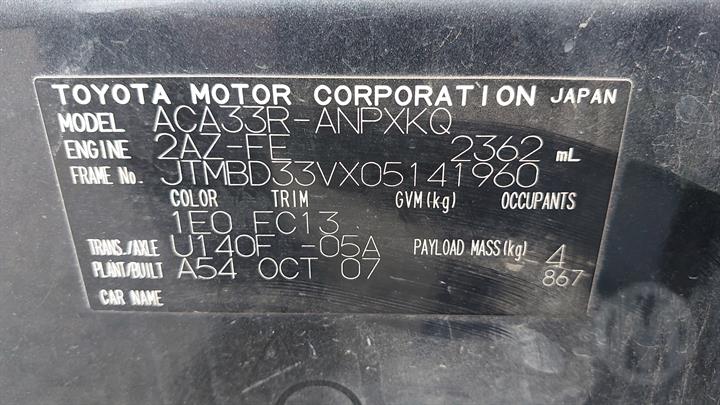 TOYOTA MOTOR CORPORATION JAPAN
MODEL ACA33R-ANPXKQ
ENGINE 2AZ-FE 2362 mL
FRAME No. JTMBD33VX05141960
COLOR TRIM GVM(kg) OCCUPANTS
1E0 FC13
TRANS./AXLE U140F -05A PAYLOAD MASS(kg) 4
PLANT/BUILT A54 OCT 07 867
CAR NAME